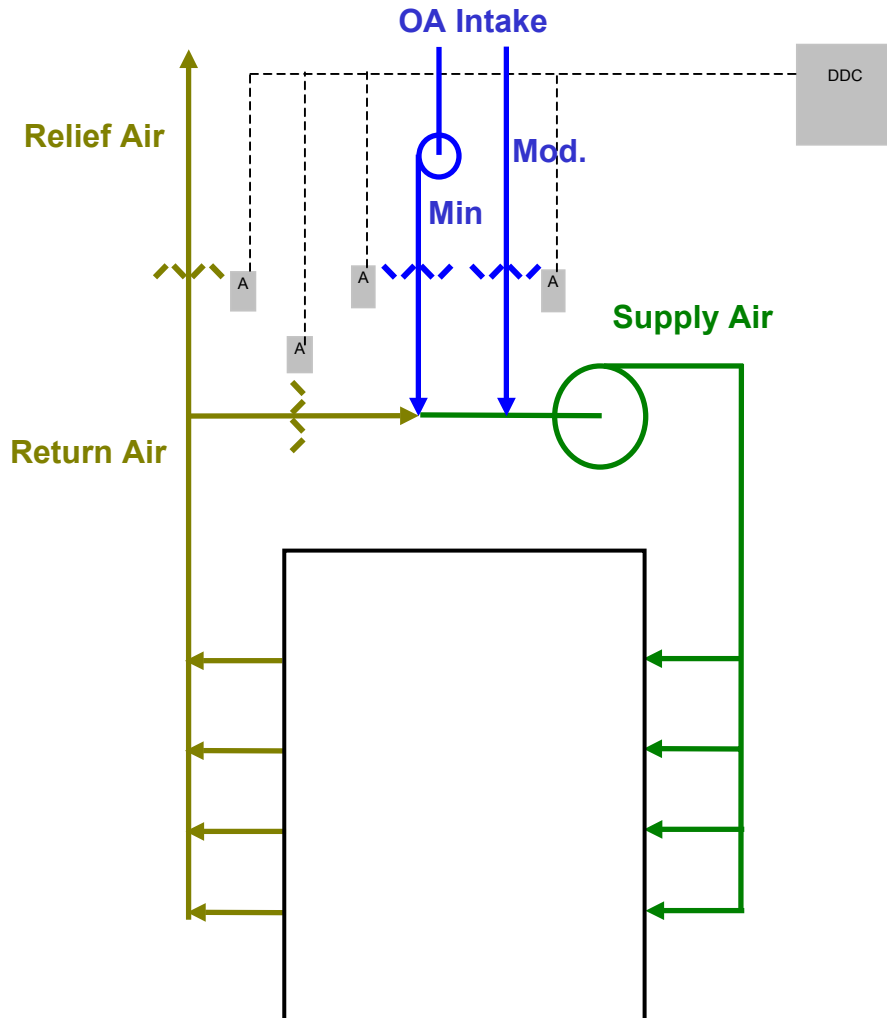 OA Intake
DDC
Relief Air
Mod.
Min
A
A
A
A
Supply Air
Return Air